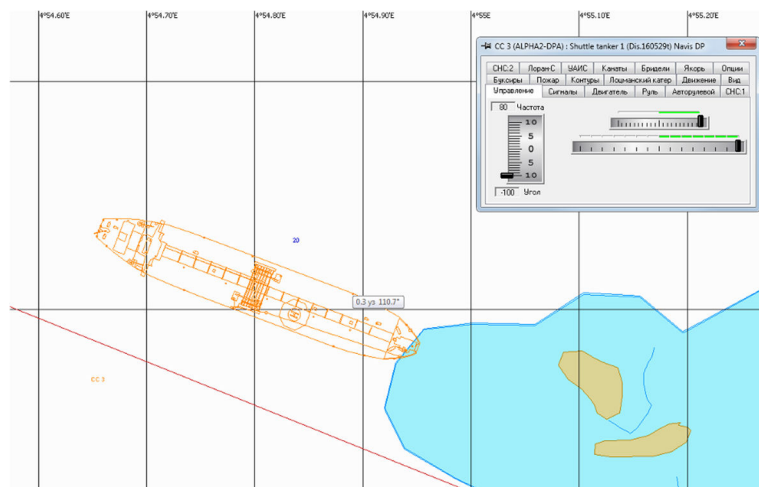 4°54.60'E 4°54.70'E 4°54.80'E 4°54.90'E 4°55'E 4°55.10'E 4°55.20'E
CC 3 (ALPHA2-DPA) : Shuttle tanker 1 (Dis.160529t) Navis DP
СНС:2 Лоран-С УАИС Канаты Бридели Якорь Опции
Буксиры Пожар Контуры Лоцманский катер Движение Вид
Управление Сигналы Двигатель Руль Авторулевой СНС:1
80 Частота
10
5
0
5
10
-100 Угол
20
0.3 уз 110.7°
H
CC 3